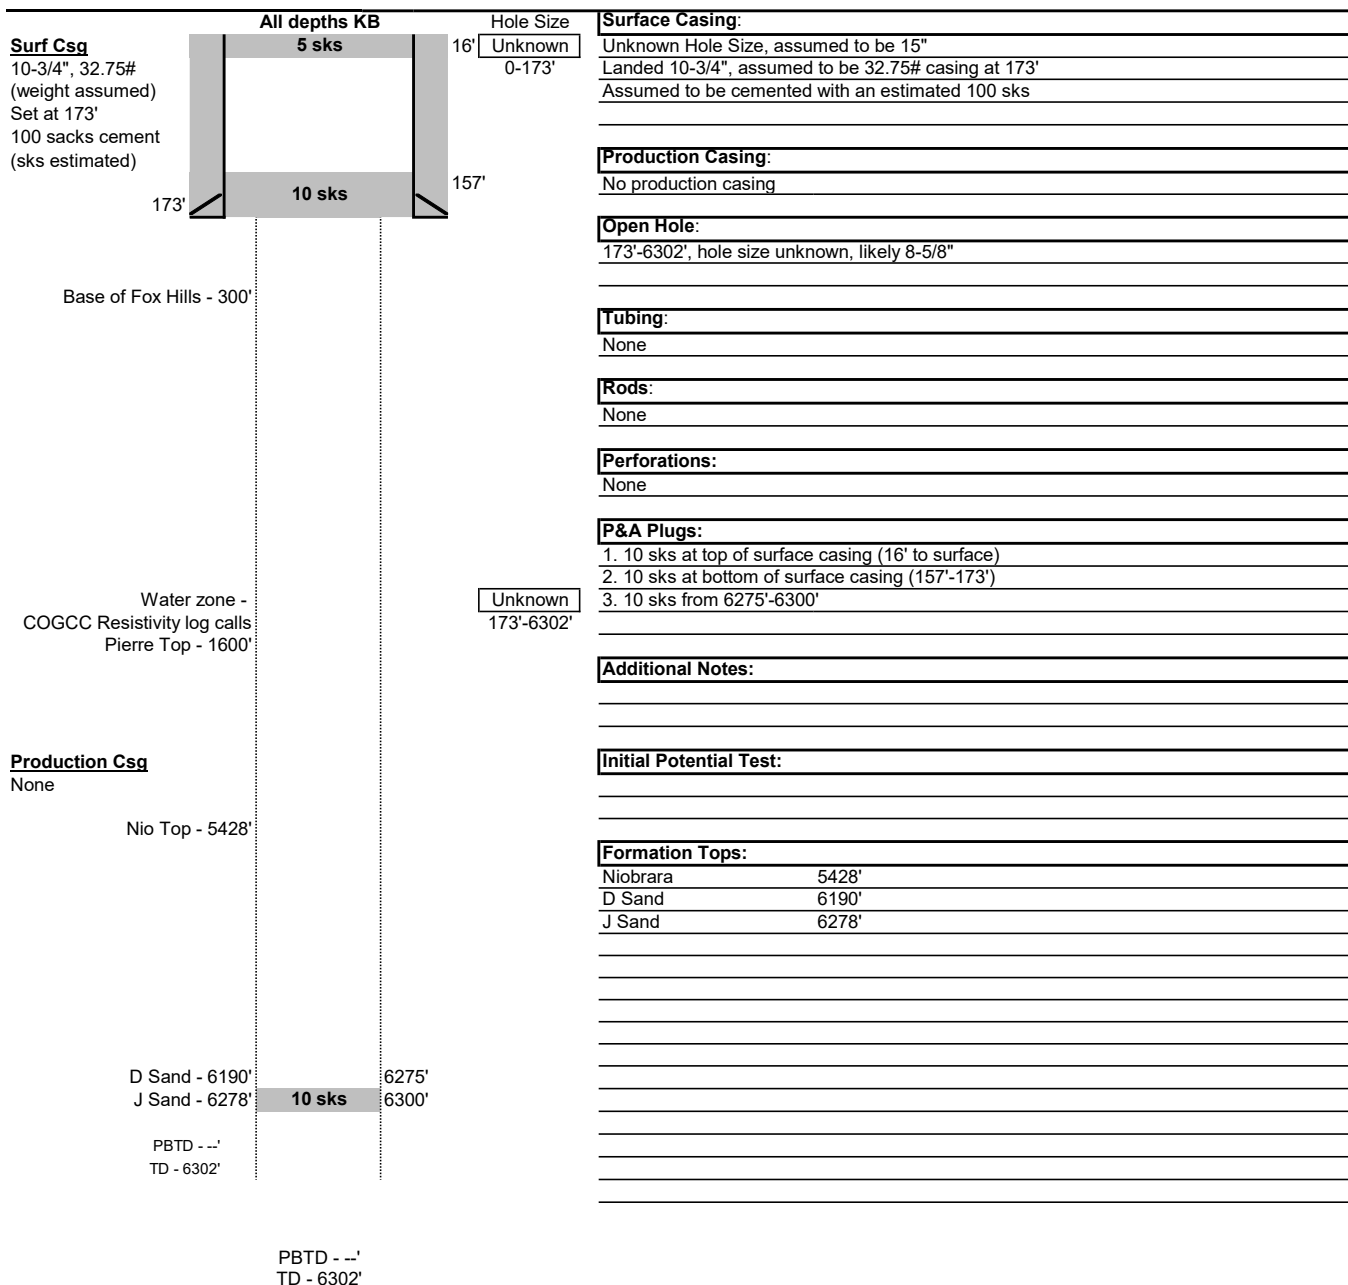 All depths KB
Hole Size
Surf Csg
5 sks
16'
Unknown
10-3/4", 32.75#
0-173'
(weight assumed)
Set at 173'
100 sacks cement
(sks estimated)
157'
10 sks
173'
Base of Fox Hills - 300'
Water zone -
Unknown
COGCC Resistivity log calls
173'-6302'
Pierre Top - 1600'
Production Csg
None
Nio Top - 5428'
D Sand - 6190'
6275'
J Sand - 6278'
10 sks
6300'
PBTD - --'
TD - 6302'
PBTD - --'
TD - 6302'
Surface Casing:
Unknown Hole Size, assumed to be 15"
Landed 10-3/4", assumed to be 32.75# casing at 173'
Assumed to be cemented with an estimated 100 sks
Production Casing:
No production casing
Open Hole:
173'-6302', hole size unknown, likely 8-5/8"
Tubing:
None
Rods:
None
Perforations:
None
P&A Plugs:
1. 10 sks at top of surface casing (16' to surface)
2. 10 sks at bottom of surface casing (157'-173')
3. 10 sks from 6275'-6300'
Additional Notes:
Initial Potential Test:
Formation Tops:
Niobrara 5428'
D Sand 6190'
J Sand 6278'